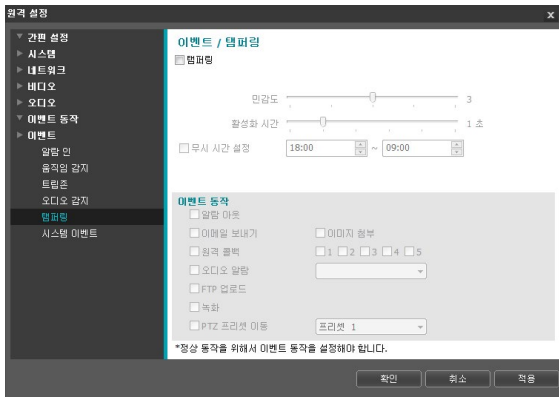 원격 설정
x
간편 설정
시스템
네트워크
비디오
오디오
이벤트 동작
이벤트
알람 인
움직임 감지
트립존
오디오 감지
탬퍼링
시스템 이벤트
이벤트 / 탬퍼링
탬퍼링
민감도 3
활성화 시간 1 초
무시 시간 설정 18:00 ~ 09:00
이벤트 동작
알람 아웃
이메일 보내기 이미지 첨부
원격 콜백 1 2 3 4 5
오디오 알람
FTP 업로드
녹화
PTZ 프리셋 이동 프리셋 1
*정상 동작을 위해서 이벤트 동작을 설정해야 합니다.
확인 취소 적용